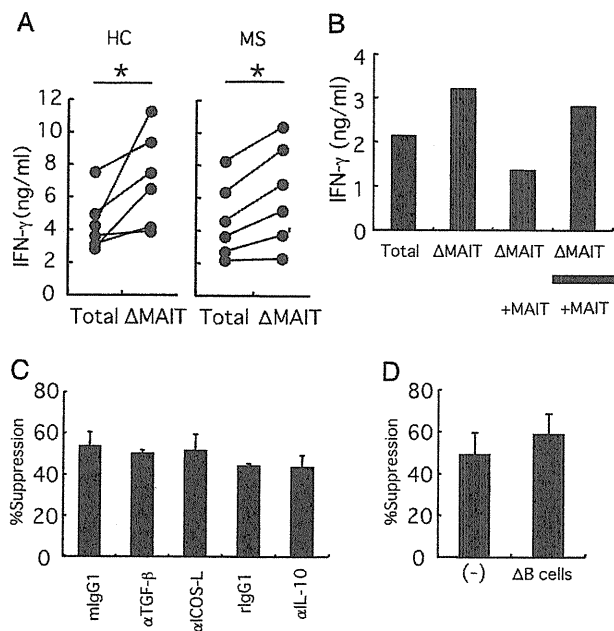 A
HC
MS
*
*
IFN-γ (ng/ml)
12
10
8
6
4
2
0
Total ΔMAIT
Total ΔMAIT
B
IFN-γ (ng/ml)
4
3
2
1
0
Total
ΔMAIT
ΔMAIT
ΔMAIT
+MAIT
+MAIT
C
%Suppression
80
60
40
20
0
mIgG1
αTGF-β
αICOS-L
rIgG1
αIL-10
D
%Suppression
80
60
40
20
0
(-)
ΔB cells